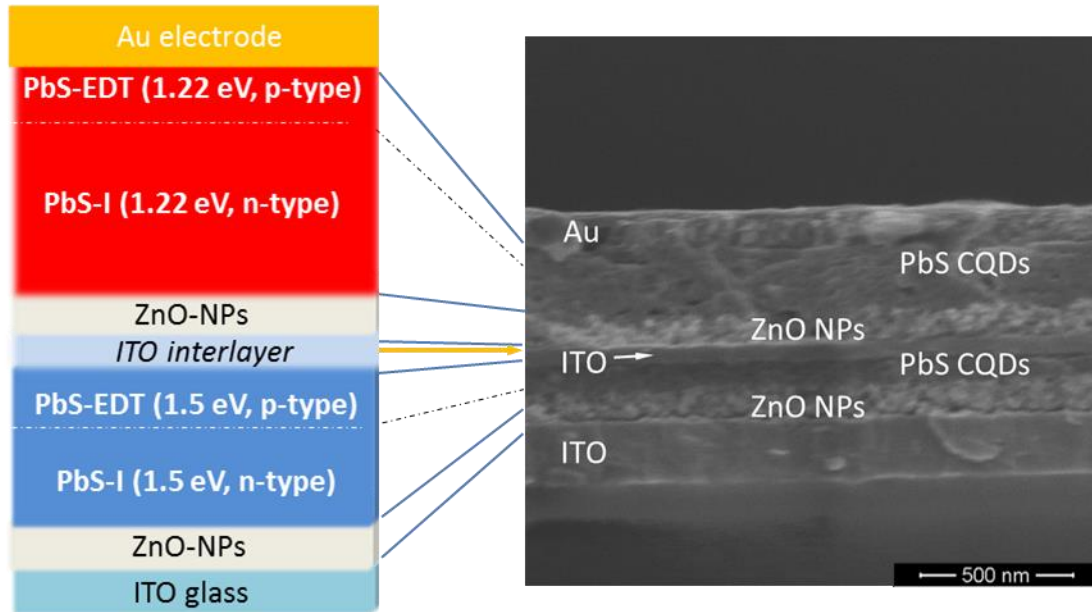 Au electrode
PbS-EDT (1.22 eV, p-type)
PbS-I (1.22 eV, n-type)
ZnO-NPs
ITO interlayer
PbS-EDT (1.5 eV, p-type)
PbS-I (1.5 eV, n-type)
ZnO-NPs
ITO glass
Au
PbS CQDs
ZnO NPs
ITO
PbS CQDs
ZnO NPs
ITO
500 nm